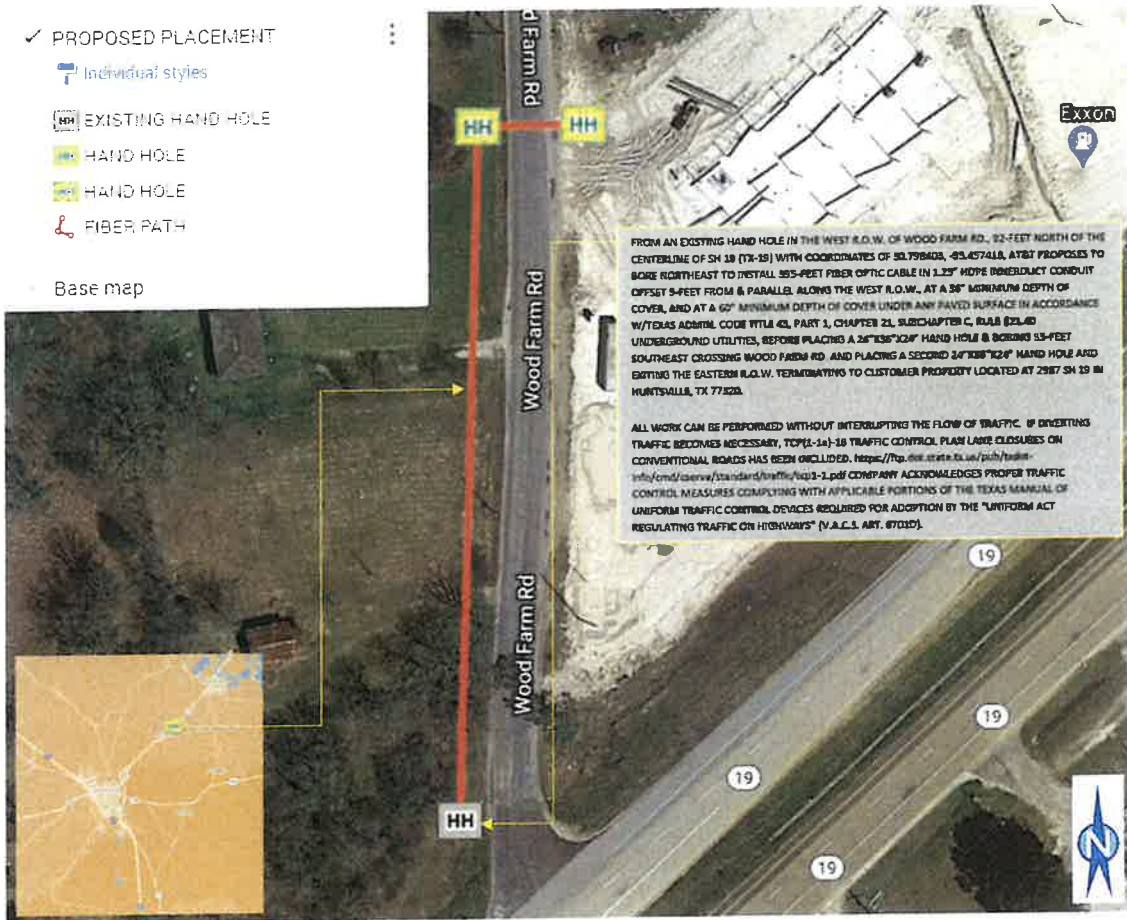 PROPOSED PLACEMENT
Individual styles
HH EXISTING HAND HOLE
HAND HOLE
HAND HOLE
FIBER PATH
Base map
Farm Rd
HH
HH
Exxon
Wood Farm Rd
Wood Farm Rd
HH
FROM AN EXISTING HAND HOLE IN THE WEST R.O.W. OF WOOD FARM RD., 92-FEET NORTH OF THE
CENTERLINE OF SH 19 (TX-19) WITH COORDINATES OF AT&T PROPOSES TO
BORE NORTHEAST TO INSTALL FIBER OPTIC CABLE IN 1.25" HDPE INNERDUCT CONDUIT
OFFSET FROM & PARALLEL ALONG THE WEST R.O.W., AT A 36" MINIMUM DEPTH OF
COVER, AND AT A 60" MINIMUM DEPTH OF COVER UNDER ANY PAVED SURFACE IN ACCORDANCE
W/TEXAS ADMIN. CODE TITLE 43, PART 1, CHAPTER 21, SUBCHAPTER C, RULE §21.40
UNDERGROUND UTILITIES, BEFORE PLACING A HAND HOLE & BORING
SOUTHEAST CROSSING WOOD FARM RD. AND PLACING A SECOND HAND HOLE AND
EXITING THE EASTERN R.O.W. TERMINATING TO CUSTOMER PROPERTY LOCATED AT 2987 SH 19 IN
HUNTSVILLE, TX 77320.
ALL WORK CAN BE PERFORMED WITHOUT INTERRUPTING THE FLOW OF TRAFFIC. IF DIVERTING
TRAFFIC BECOMES NECESSARY, TCP(1-1a)-18 TRAFFIC CONTROL PLAN LANE CLOSURES ON
CONVENTIONAL ROADS HAS BEEN INCLUDED.
COMPANY ACKNOWLEDGES PROPER TRAFFIC
CONTROL MEASURES COMPLYING WITH APPLICABLE PORTIONS OF THE TEXAS MANUAL OF
UNIFORM TRAFFIC CONTROL DEVICES REQUIRED FOR ADOPTION BY THE "UNIFORM ACT
REGULATING TRAFFIC ON HIGHWAYS" (V.A.C.S. ART. 6701D).
19
19
19
19
N